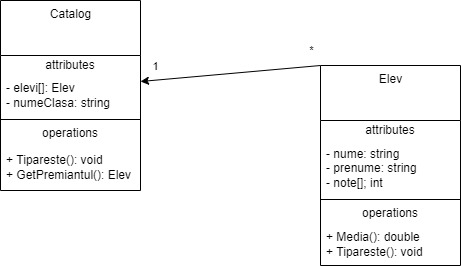 Catalog
attributes
- elevi[]: Elev
- numeClasa: string
operations
+ Tipareste(): void
+ GetPremiantul(): Elev
1
*
Elev
attributes
- nume: string
- prenume: string
- note[]; int
operations
+ Media(): double
+ Tipareste(): void